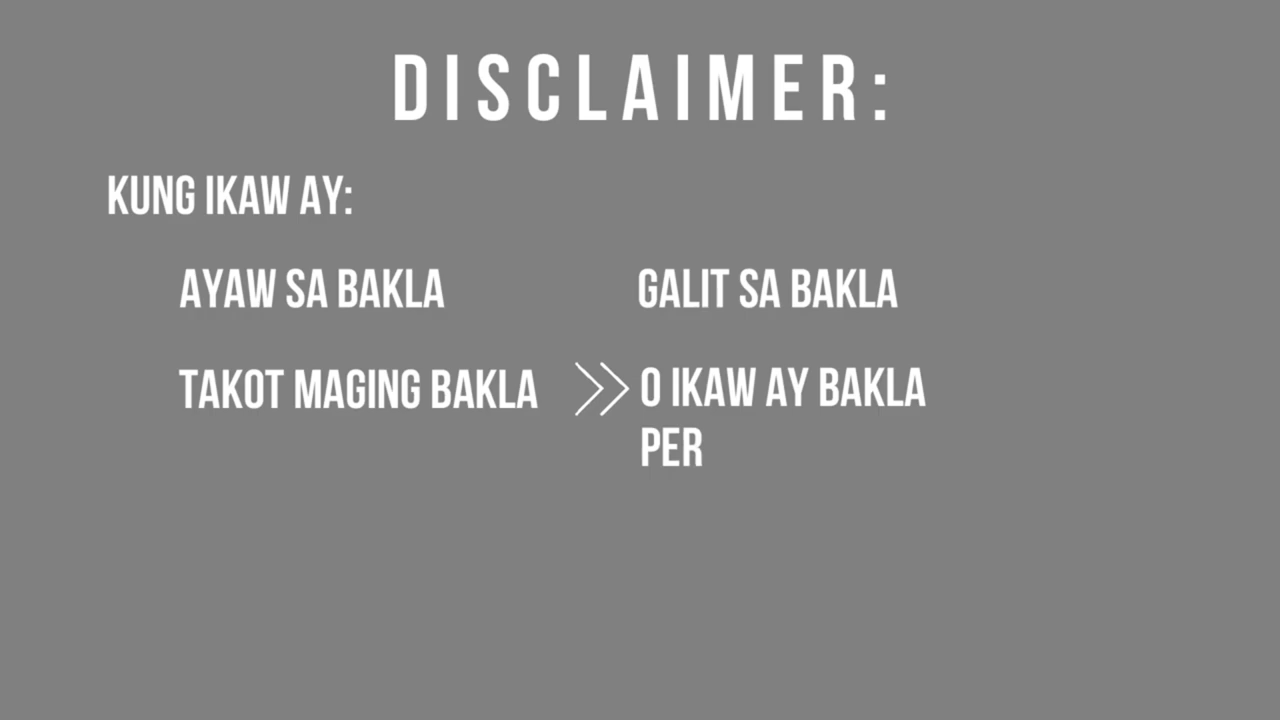 DISCLAIMER:
KUNG IKAW AY:
AYAW SA BAKLA
GALIT SA BAKLA
TAKOT MAGING BAKLA
O IKAW AY BAKLA
PER